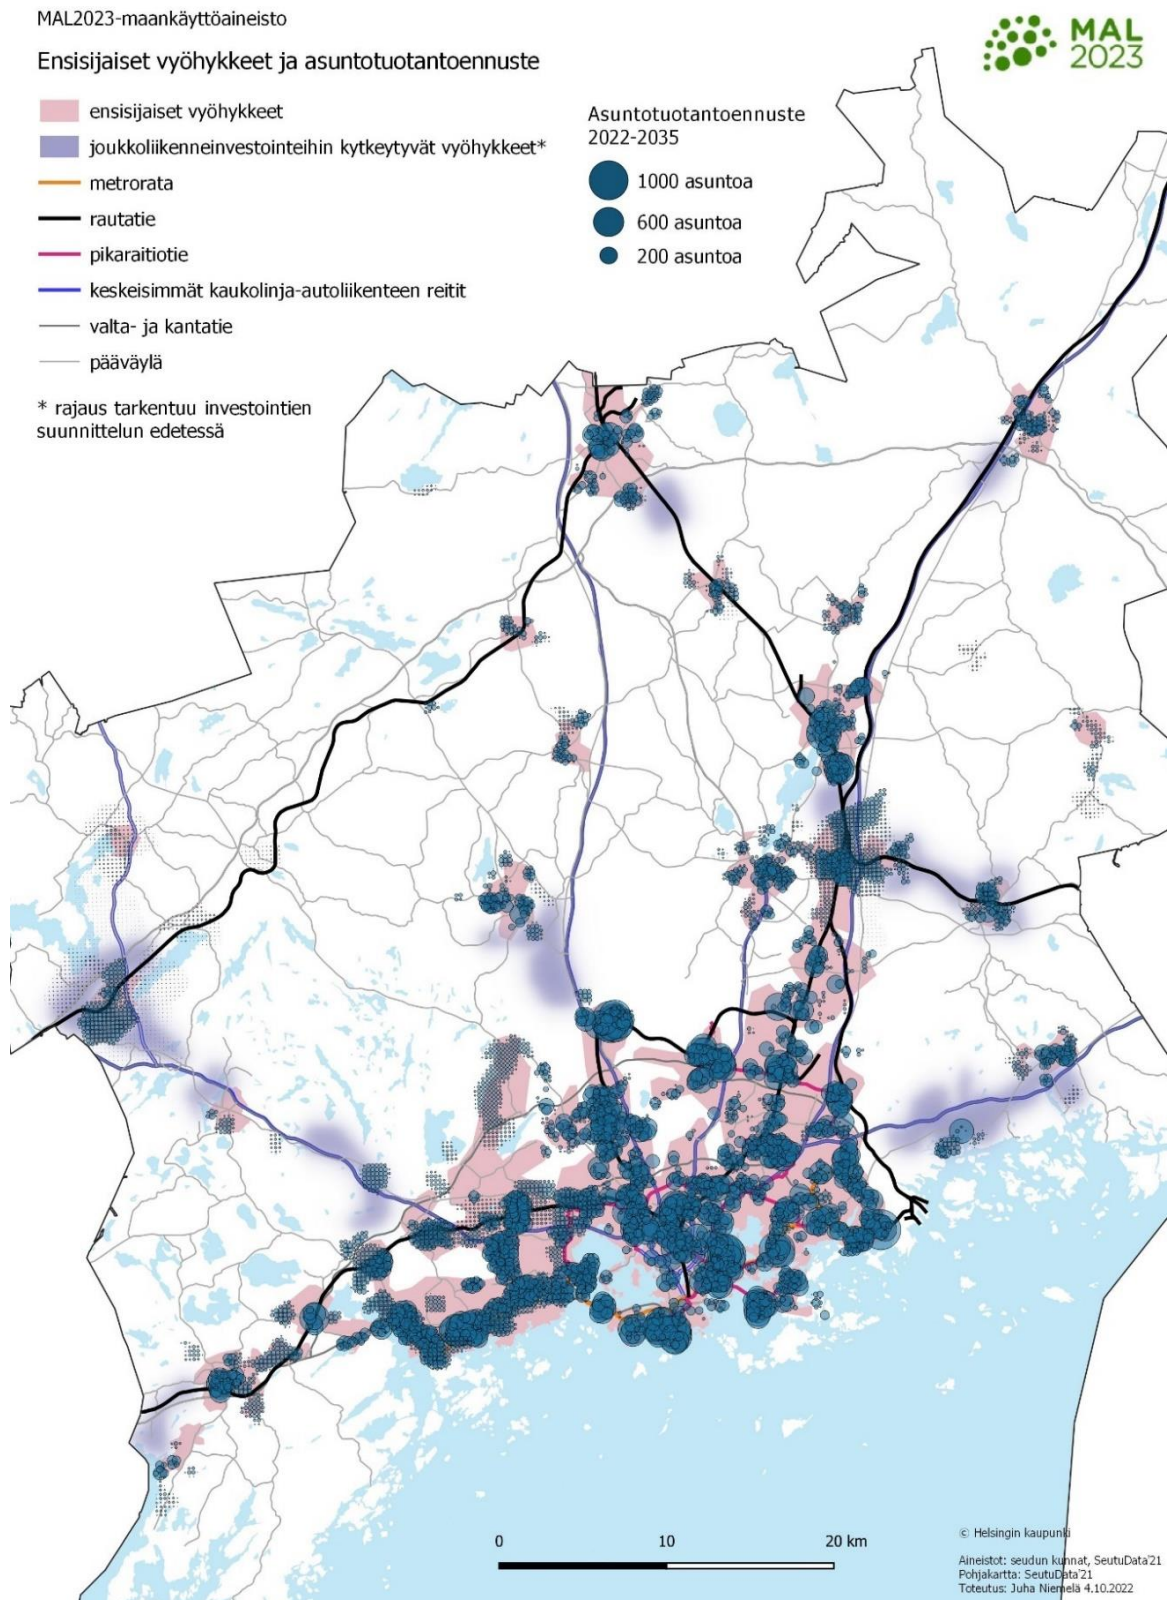 MAL2023-maankäyttöaineisto
Ensisijaiset vyöhykkeet ja asuntotuotantoennuste
MAL
2023
ensisijaiset vyöhykkeet
joukkoliikenneinvestointeihin kytkeytyvät vyöhykkeet*
metrorata
rautatie
pikaraitiotie
keskeisimmät kaukolinja-autoliikenteen reitit
valta- ja kantatie
pääväylä
* rajaus tarkentuu investointien
suunnittelun edetessä
Asuntotuotantoennuste
2022-2035
1000 asuntoa
600 asuntoa
200 asuntoa
0 10 20 km
© Helsingin kaupunki
Aineistot: seudun kunnat, SeutuData'21
Pohjakartta: SeutuData'21
Toteutus: Juha Niemelä 4.10.2022